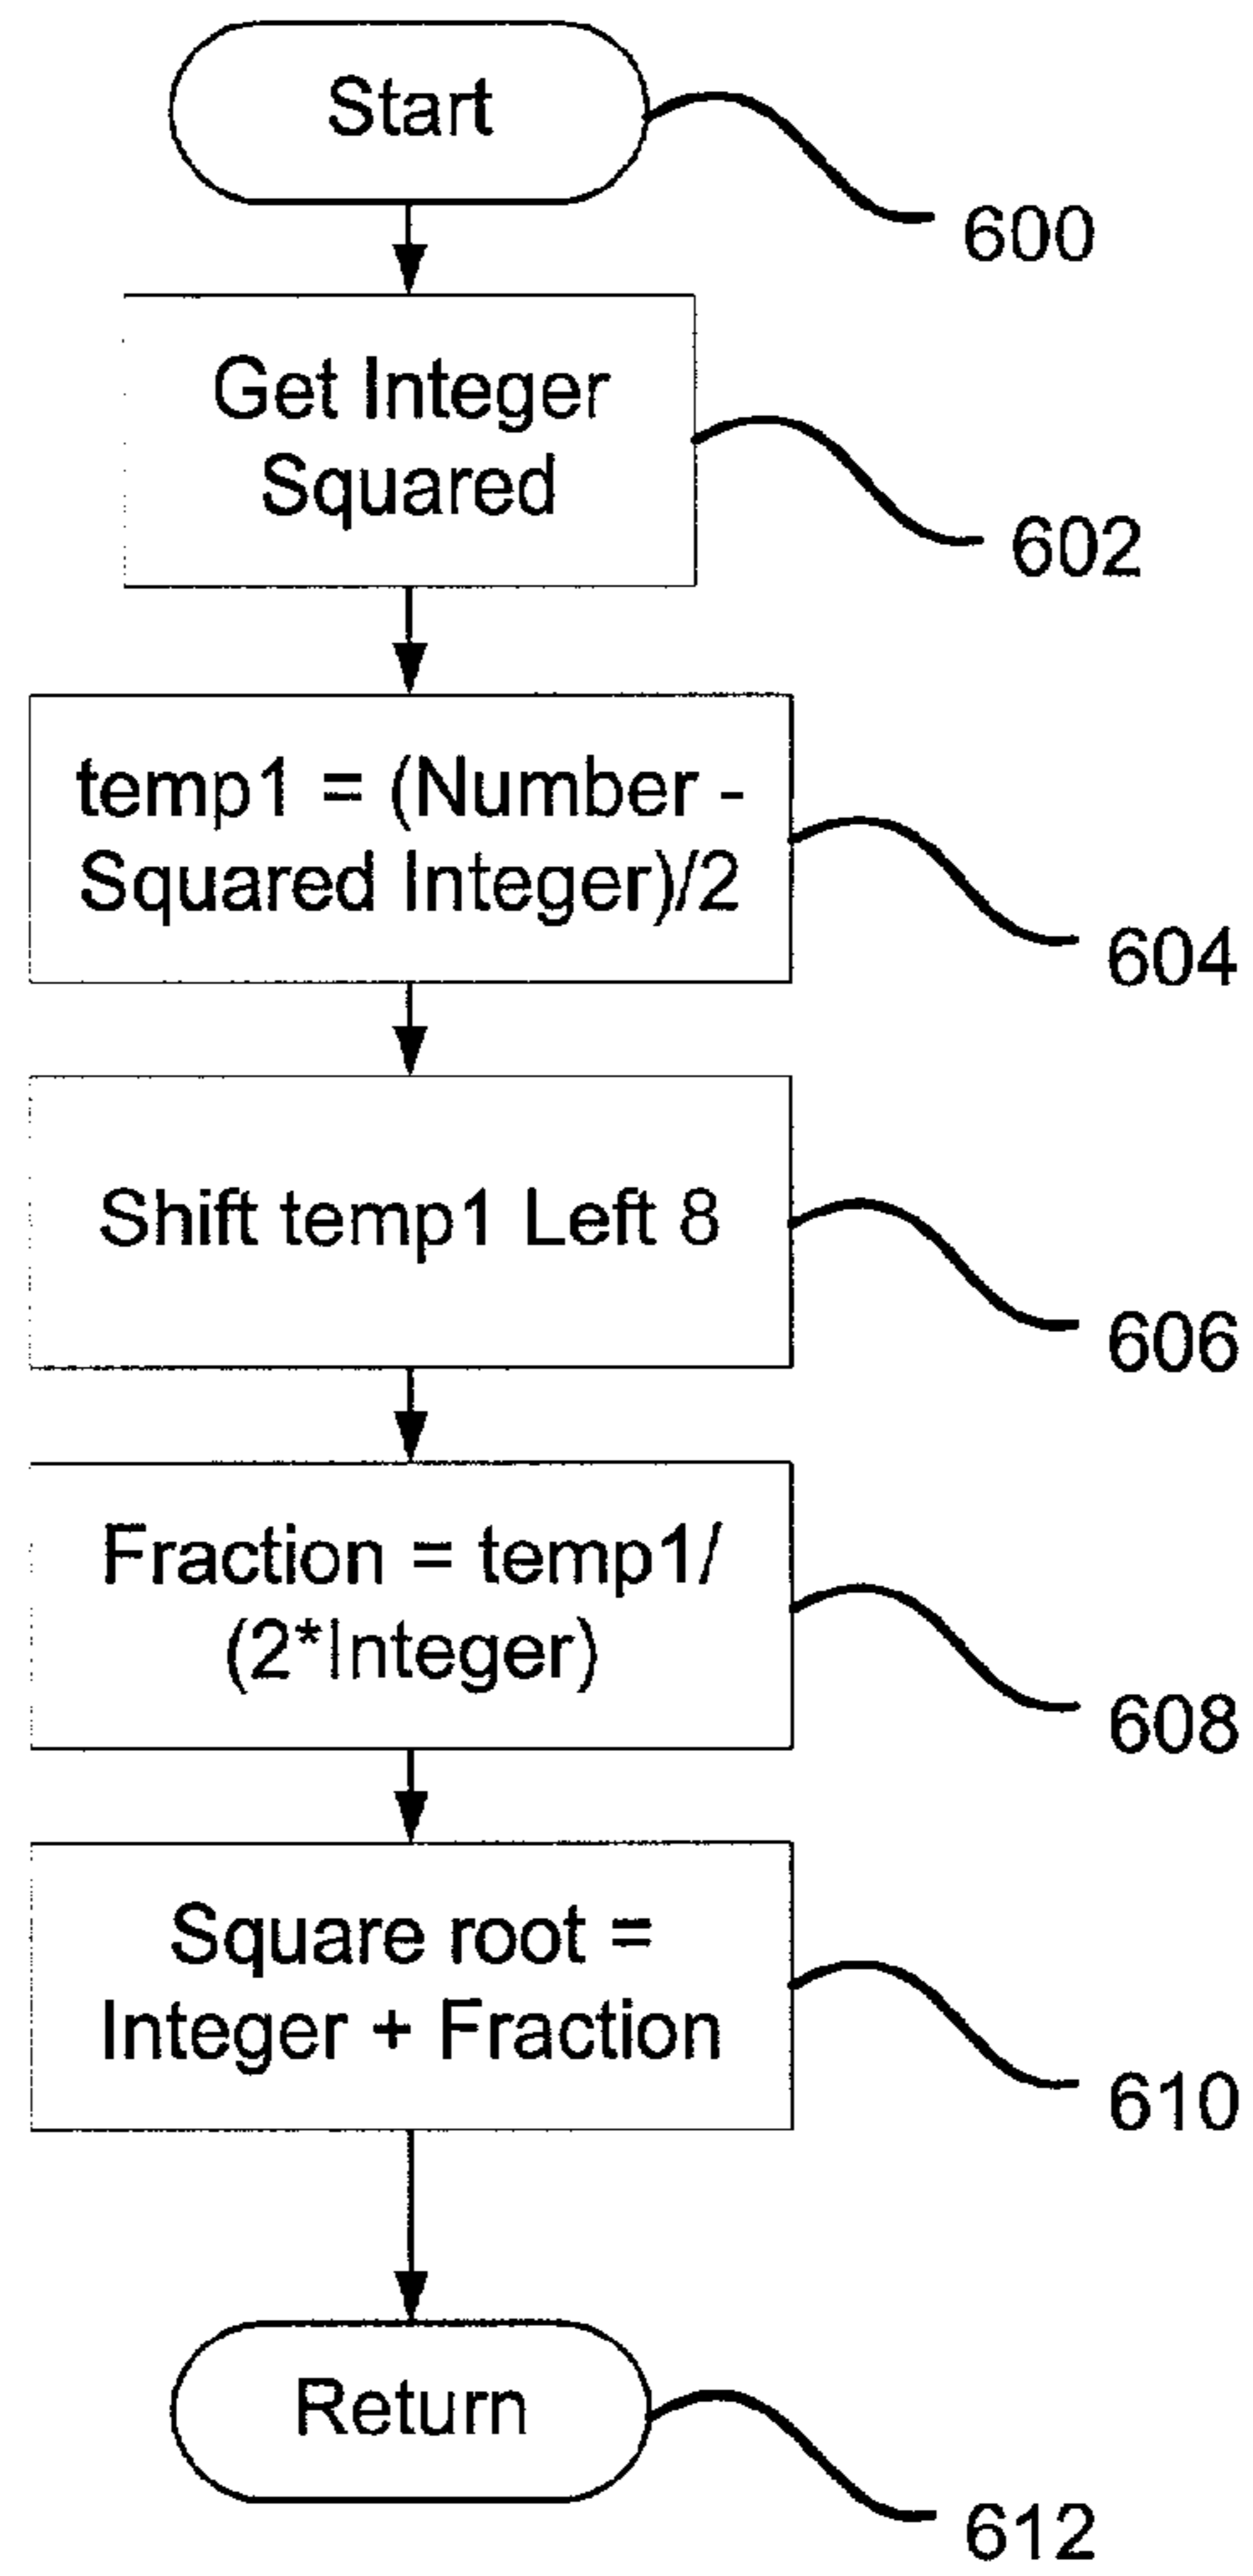 Start
600
Get Integer
Squared
602
temp1 = (Number -
Squared Integer)/2
604
Shift temp1 Left 8
606
Fraction = temp1/
(2*Integer)
608
Square root =
Integer + Fraction
610
Return
612